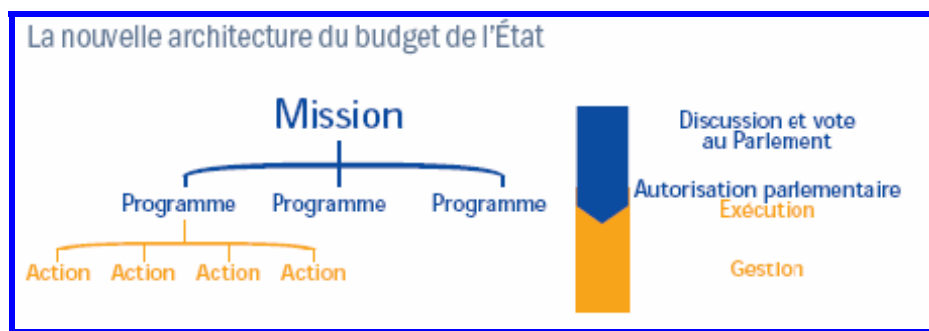 La nouvelle architecture du budget de l'État
Mission
Programme Programme Programme
Action Action Action Action
Discussion et vote
au Parlement
Autorisation parlementaire
Exécution
Gestion